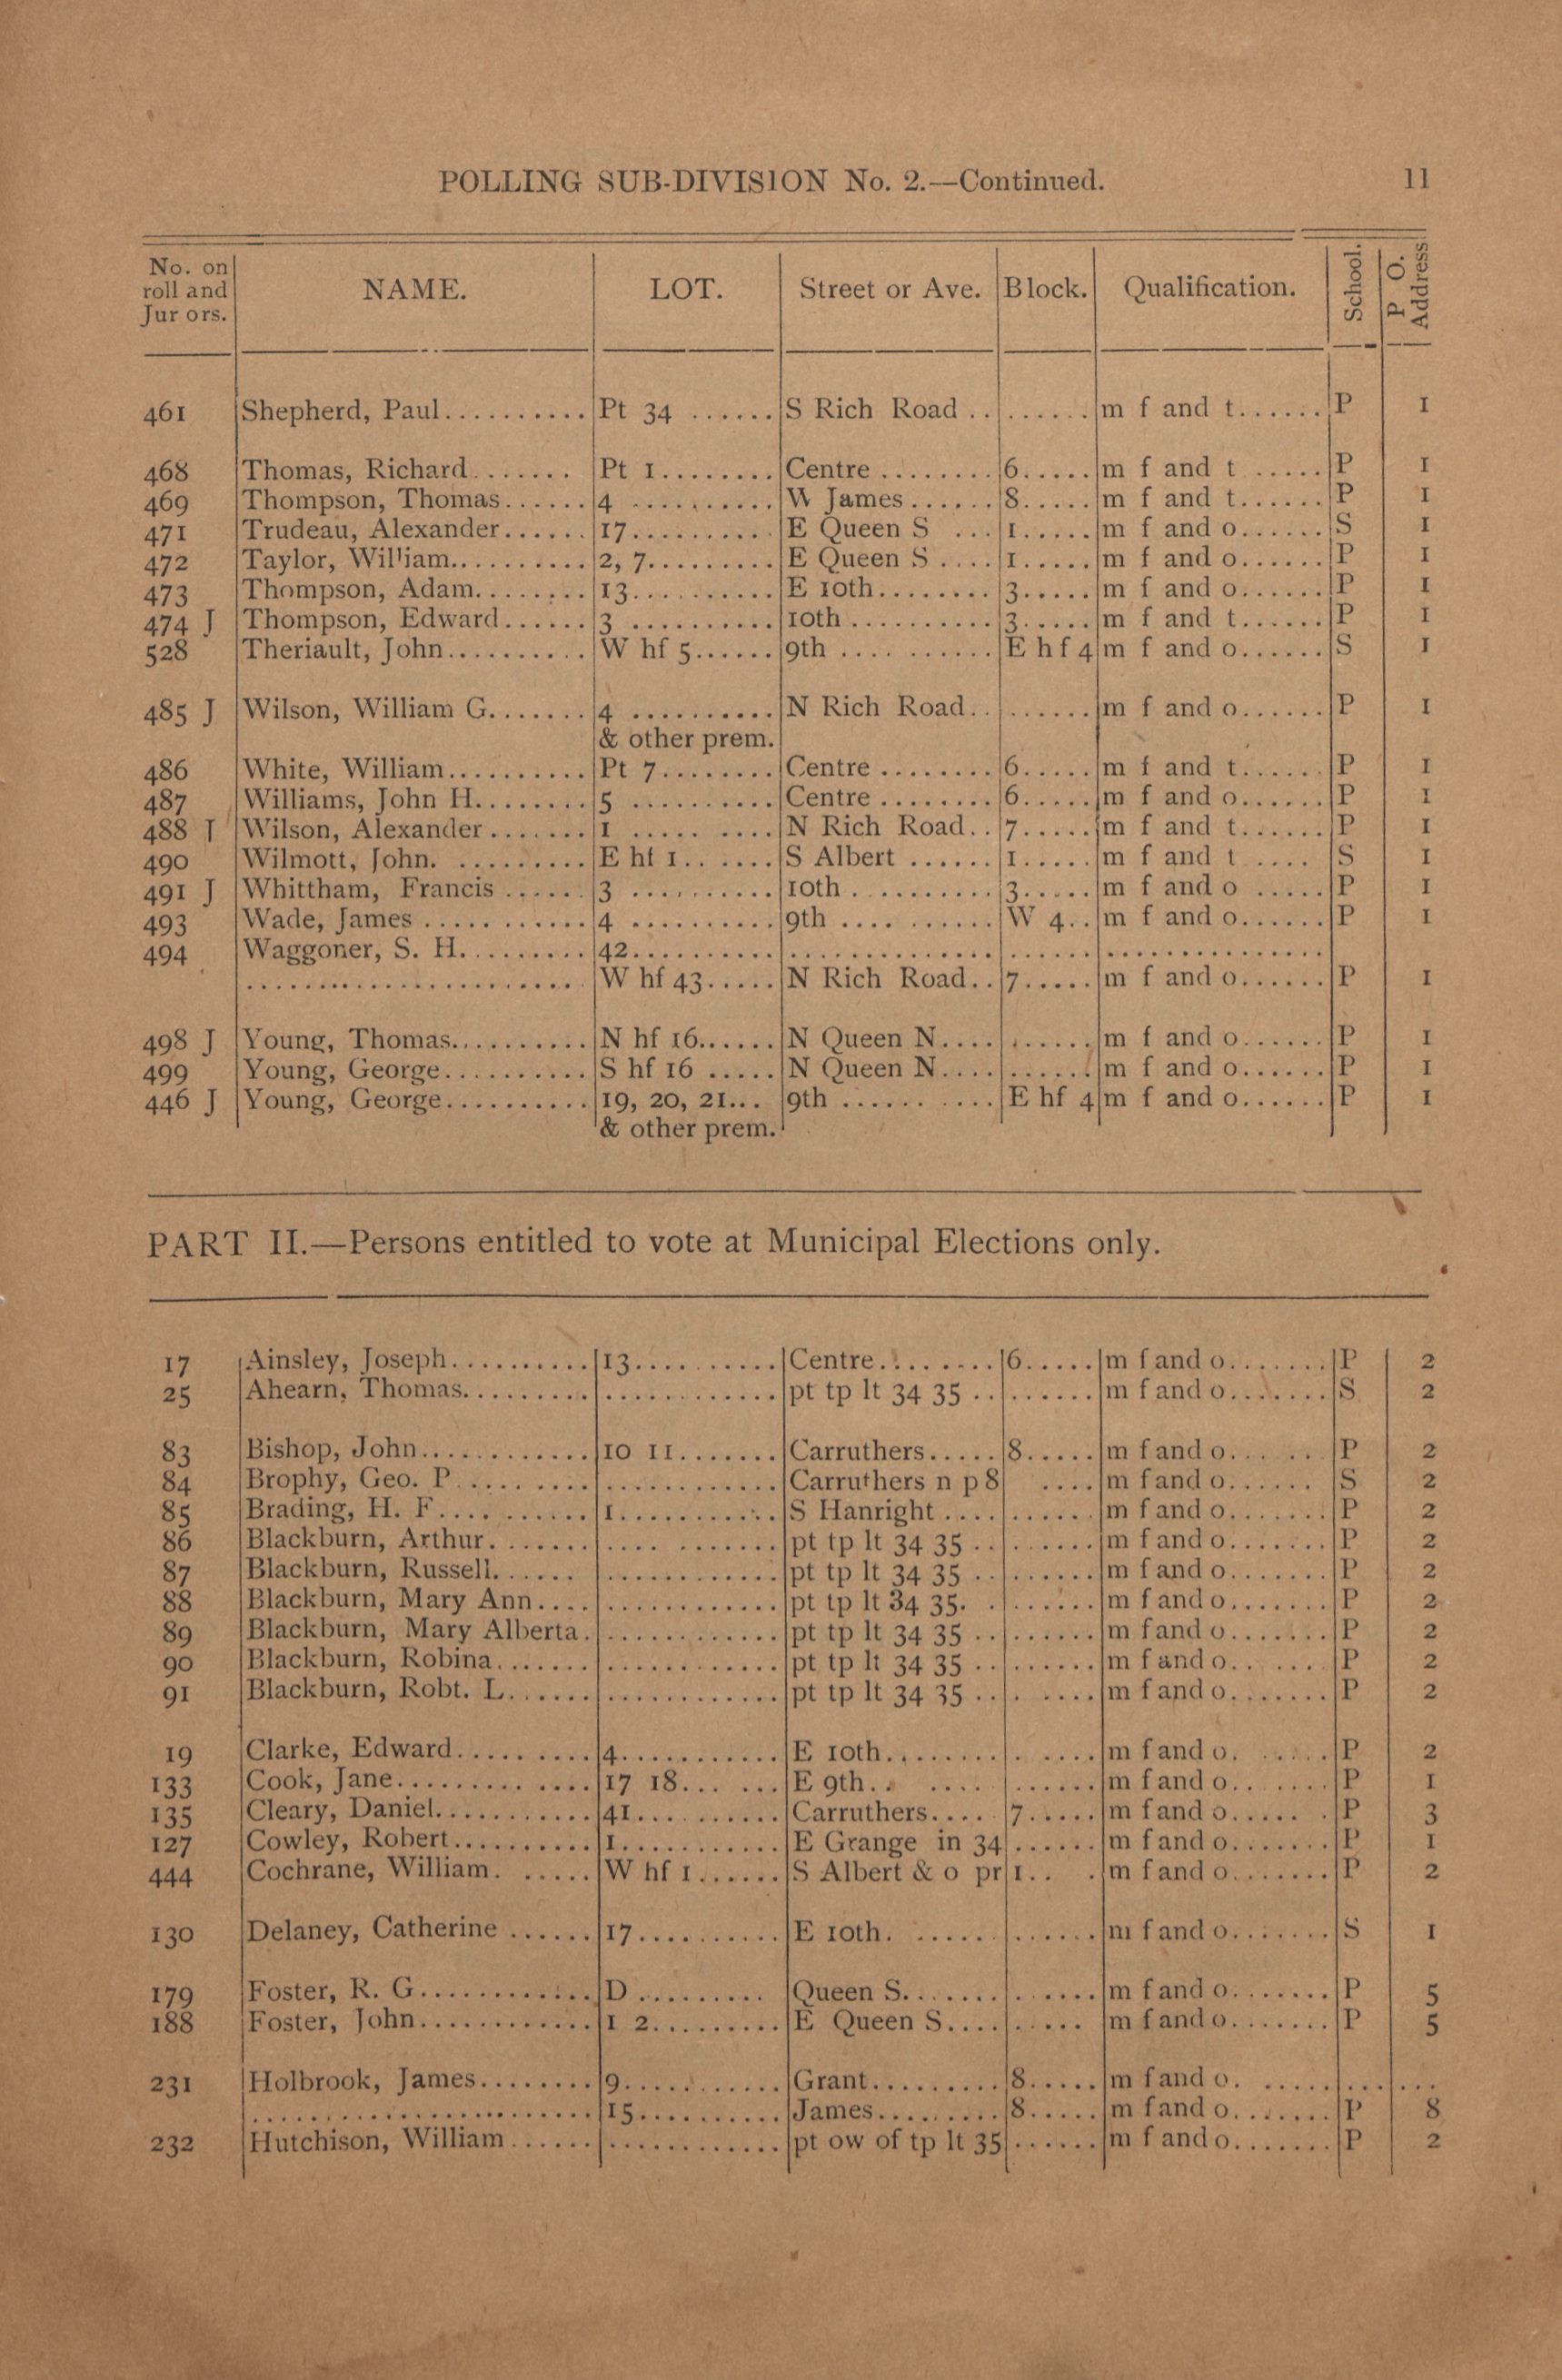 POLLING SUB-DIVISION No. 2.—Continued. 11
No. on roll and Jur ors. NAME. LOT. Street or Ave. Block. Qualification. School. P O. Address
461 Shepherd, Paul.......... Pt 34 ...... S Rich Road .. ...... m f and t...... P 1
468 Thomas, Richard....... Pt 1........ Centre ........ 6..... m f and t ..... P 1
469 Thompson, Thomas...... 4 .......... W James...... 8..... m f and t...... P 1
471 Trudeau, Alexander...... 17.......... E Queen S ... 1..... m f and o...... S 1
472 Taylor, William.......... 2, 7......... E Queen S .... 1..... m f and o...... P 1
473 Thompson, Adam........ 13.......... E 10th........ 3..... m f and o...... P 1
474 J Thompson, Edward...... 3 .......... 10th .......... 3..... m f and t...... P 1
528 Theriault, John.......... W hf 5...... 9th .......... E h f 4 m f and o...... S 1
485 J Wilson, William G....... 4 .......... N Rich Road.. ...... m f and o...... P 1
& other prem.
486 White, William.......... Pt 7........ Centre ........ 6..... m f and t...... P 1
487 Williams, John H........ 5 .......... Centre ........ 6..... m f and o...... P 1
488 J Wilson, Alexander....... 1 ..... .... N Rich Road.. 7..... m f and t...... P 1
490 Wilmott, John. ......... E hf 1...... S Albert ...... 1..... m f and t .... S 1
491 J Whittham, Francis ...... 3 .......... 10th .......... 3..... m f and o ..... P 1
493 Wade, James ........... 4 .......... 9th .... ...... W 4.. m f and o...... P 1
494 Waggoner, S. H......... 42.......... ............. ...... ..............
...................... W hf 43..... N Rich Road.. 7..... m f and o...... P 1
498 J Young, Thomas.......... N hf 16...... N Queen N.... ...... m f and o...... P 1
499 Young, George.......... S hf 16 ..... N Queen N.... ...... m f and o...... P 1
446 J Young, George.......... 19, 20, 21... 9th ...... .... E hf 4 m f and o...... P 1
& other prem.
PART II.—Persons entitled to vote at Municipal Elections only.
17 Ainsley, Joseph.......... 13.......... Centre........ 6..... m f and o....... P 2
25 Ahearn, Thomas......... ............ pt tp lt 34 35 .. ...... m f and o....... S 2
83 Bishop, John............ 10 11....... Carruthers..... 8..... m f and o...... P 2
84 Brophy, Geo. P......... ............ Carruthers n p 8 .... m f and o...... S 2
85 Brading, H. F.... ...... 1........... S Hanright.... ...... m f and o....... P 2
86 Blackburn, Arthur....... .... ....... pt tp lt 34 35 .. ...... m f and o....... P 2
87 Blackburn, Russell...... ............ pt tp lt 34 35 .. ...... m f and o....... P 2
88 Blackburn, Mary Ann.... ............ pt tp lt 34 35. . ...... m f and o....... P 2
89 Blackburn, Mary Alberta. ............ pt tp lt 34 35 .. ...... m f and o....... P 2
90 Blackburn, Robina....... ............ pt tp lt 34 35 .. ...... m f and o....... P 2
91 Blackburn, Robt. L...... ............ pt tp lt 34 35 .. . .... m f and o....... P 2
19 Clarke, Edward.......... 4........... E 10th........ . .... m f and o. ..... P 2
133 Cook, Jane......... .... 17 18... ... E 9th.. .... ...... m f and o....... P 1
135 Cleary, Daniel........... 41.......... Carruthers.... 7..... m f and o..... . P 3
127 Cowley, Robert.......... 1........... E Grange in 34 ...... m f and o....... P 1
444 Cochrane, William. ..... W hf 1...... S Albert & o pr 1.. . m f and o....... P 2
130 Delaney, Catherine ...... 17.......... E 10th. ..... ...... m f and o....... S 1
179 Foster, R. G............ D ......... Queen S....... ...... m f and o....... P 5
188 Foster, John............ 1 2......... E Queen S.... ..... m f and o....... P 5
231 Holbrook, James........ 9........... Grant......... 8..... m f and o. ..... ... ...
........................ 15.......... James......... 8..... m f and o....... P 8
232 Hutchison, William...... ............ pt ow of tp lt 35 ...... m f and o....... P 2